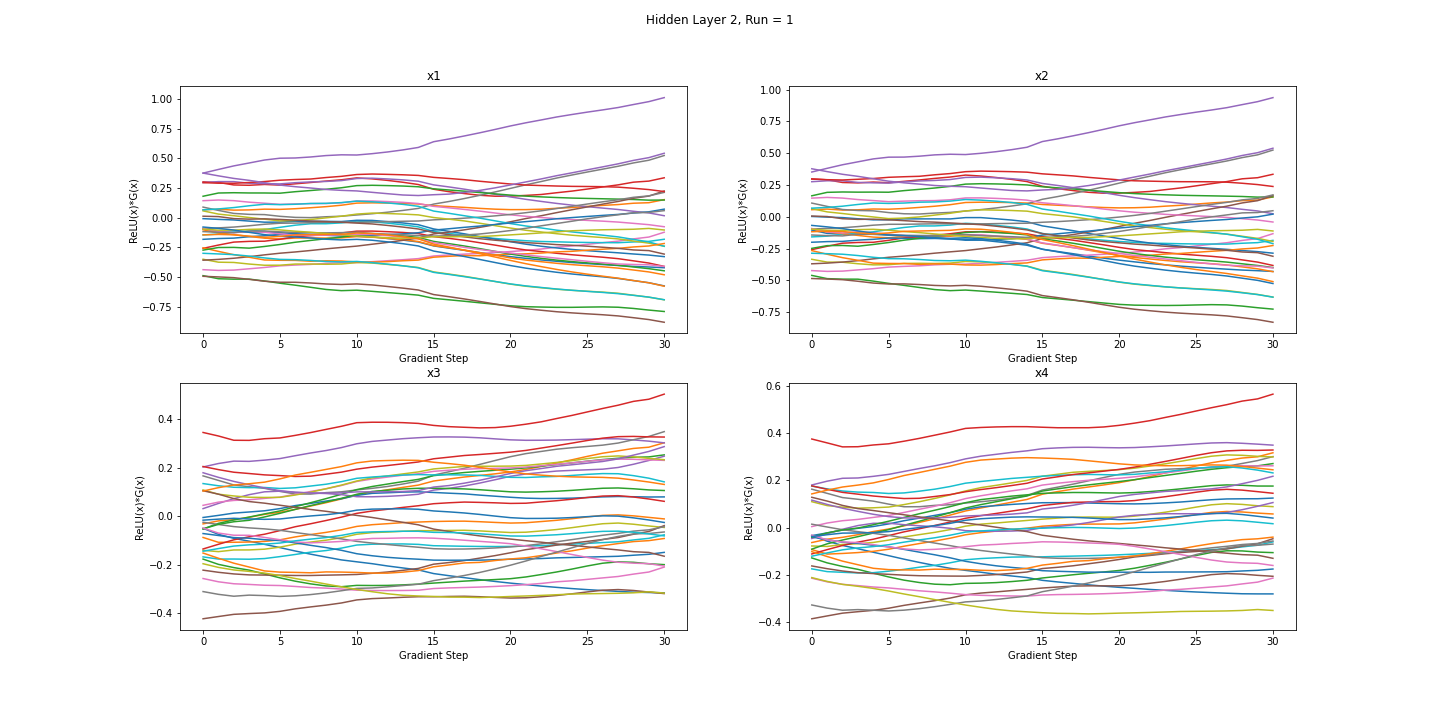 Hidden Layer 2, Run = 1
x1
1.00
0.75
0.50
0.25
0.00
−0.25
−0.50
−0.75
ReLU(x)*G(x)
0 5 10 15 20 25 30
Gradient Step
x2
1.00
0.75
0.50
0.25
0.00
−0.25
−0.50
−0.75
ReLU(x)*G(x)
0 5 10 15 20 25 30
Gradient Step
x3
0.4
0.2
0.0
−0.2
−0.4
ReLU(x)*G(x)
0 5 10 15 20 25 30
Gradient Step
x4
0.6
0.4
0.2
0.0
−0.2
−0.4
ReLU(x)*G(x)
0 5 10 15 20 25 30
Gradient Step